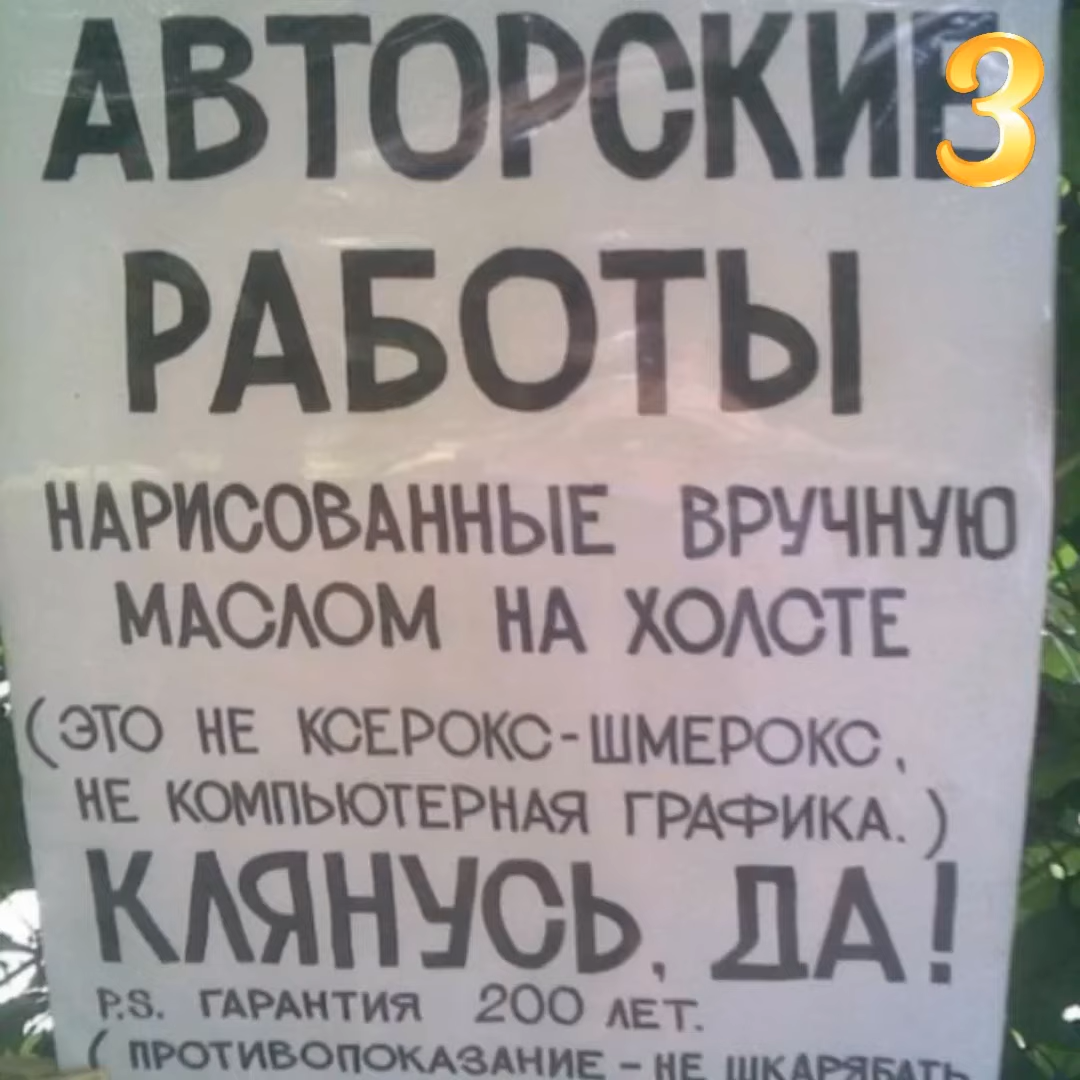 АВТОРСКИЕ
3
РАБОТЫ
НАРИСОВАННЫЕ ВРУЧНУЮ
МАСЛОМ НА ХОЛСТЕ
(ЭТО НЕ КСЕРОКС-ШМЕРОКС,
НЕ КОМПЬЮТЕРНАЯ ГРАФИКА.)
КЛЯНУСЬ, ДА!
P.S. ГАРАНТИЯ 200 ЛЕТ.
(ПРОТИВОПОКАЗАНИЕ - НЕ ШКАРЯБАТЬ